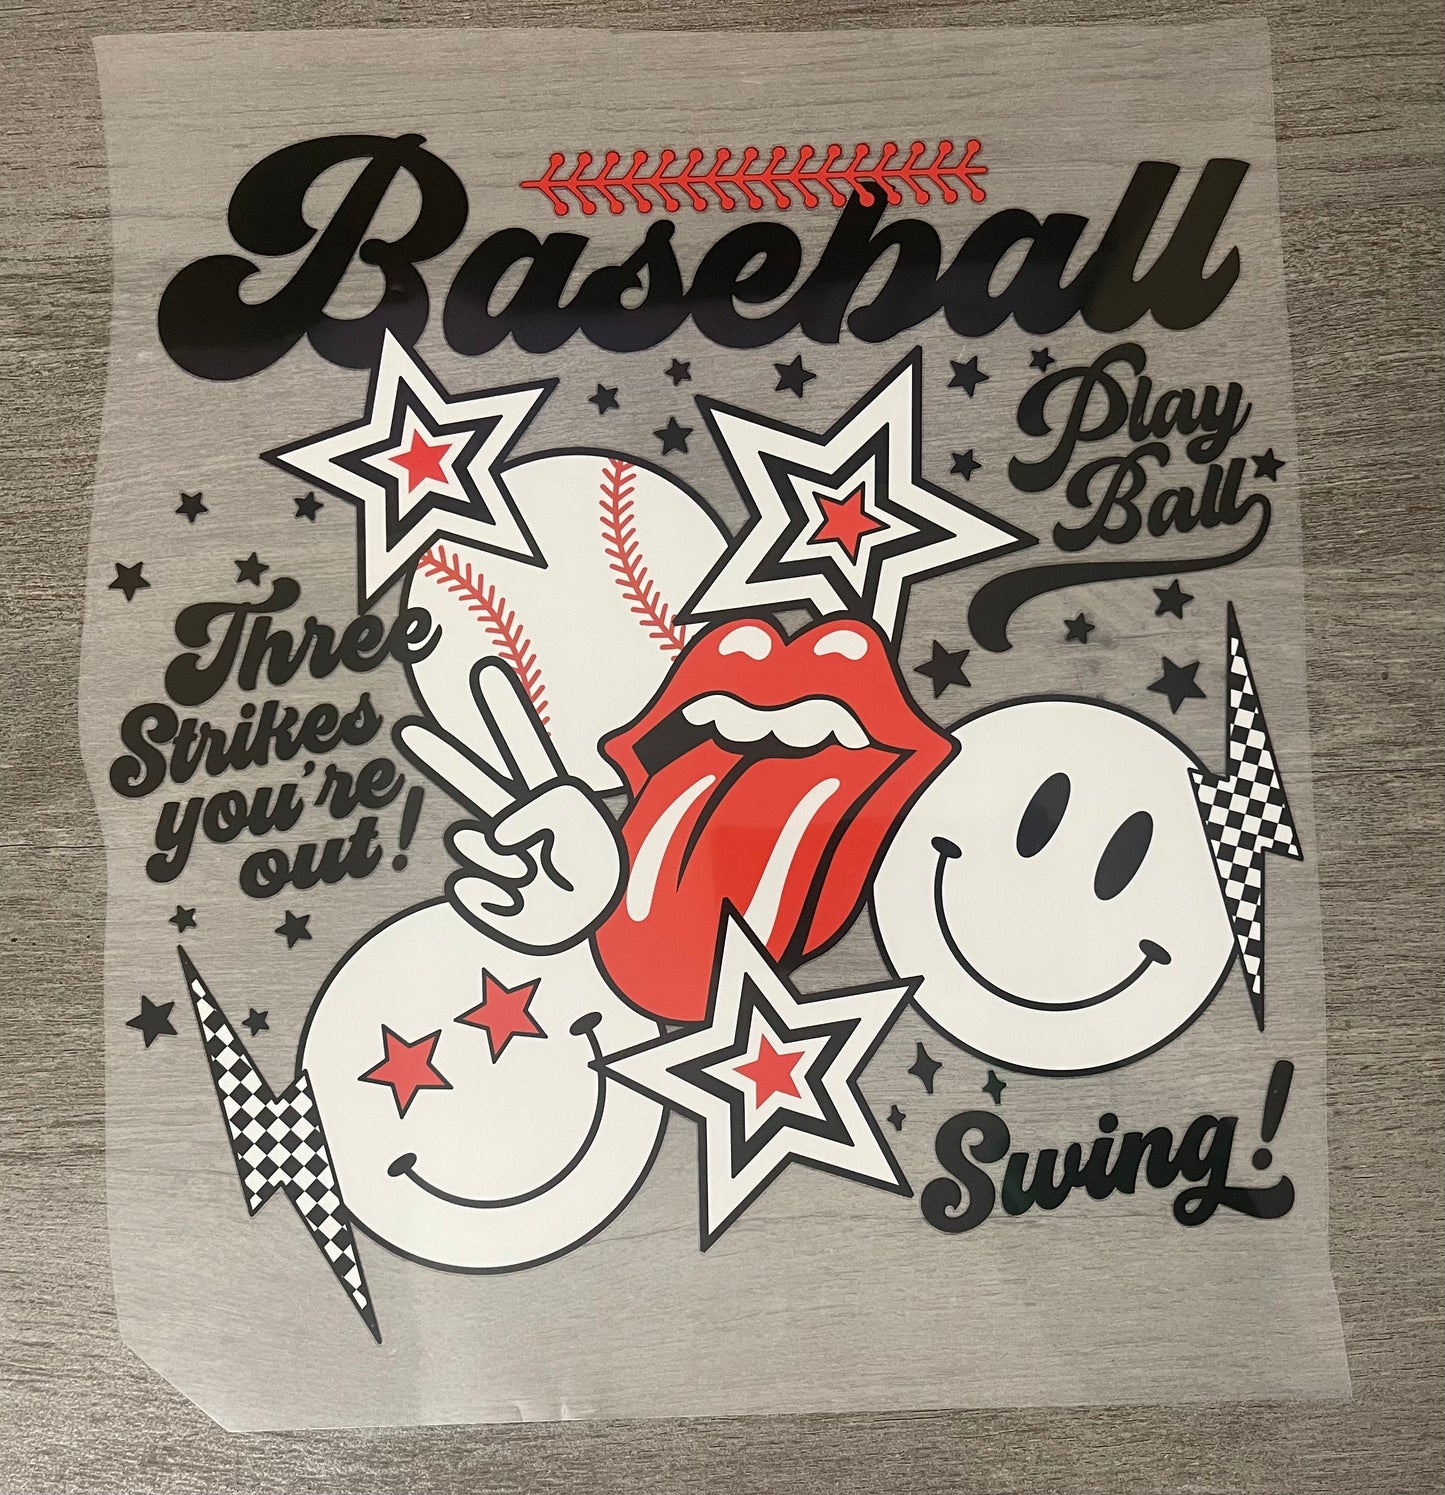 Baseball
Play
Ball
Three
Strikes
you're
out!
Swing!